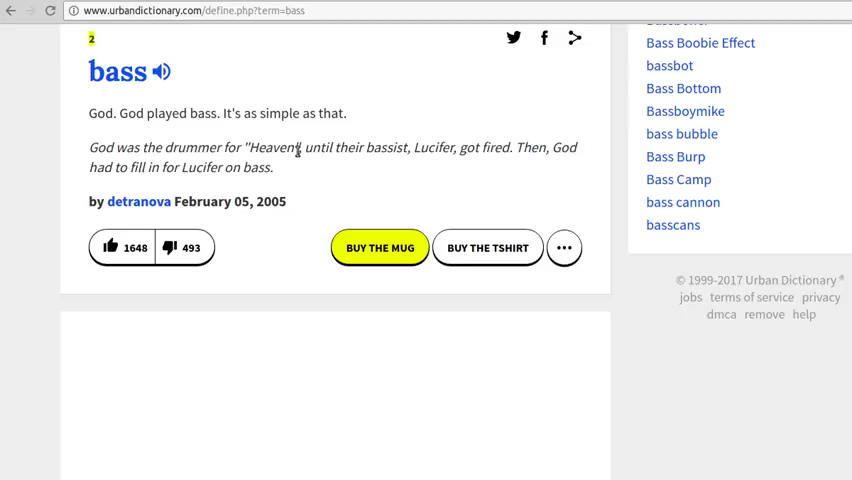 www.urbandictionary.com/define.php?term=bass
2
bass
God. God played bass. It's as simple as that.
God was the drummer for "Heaven" until their bassist, Lucifer, got fired. Then, God
had to fill in for Lucifer on bass.
by detranova February 05, 2005
1648 493 BUY THE MUG BUY THE TSHIRT
Bass Boobie Effect
bassbot
Bass Bottom
Bassboymike
bass bubble
Bass Burp
Bass Camp
bass cannon
basscans
© 1999-2017 Urban Dictionary ®
jobs terms of service privacy
dmca remove help